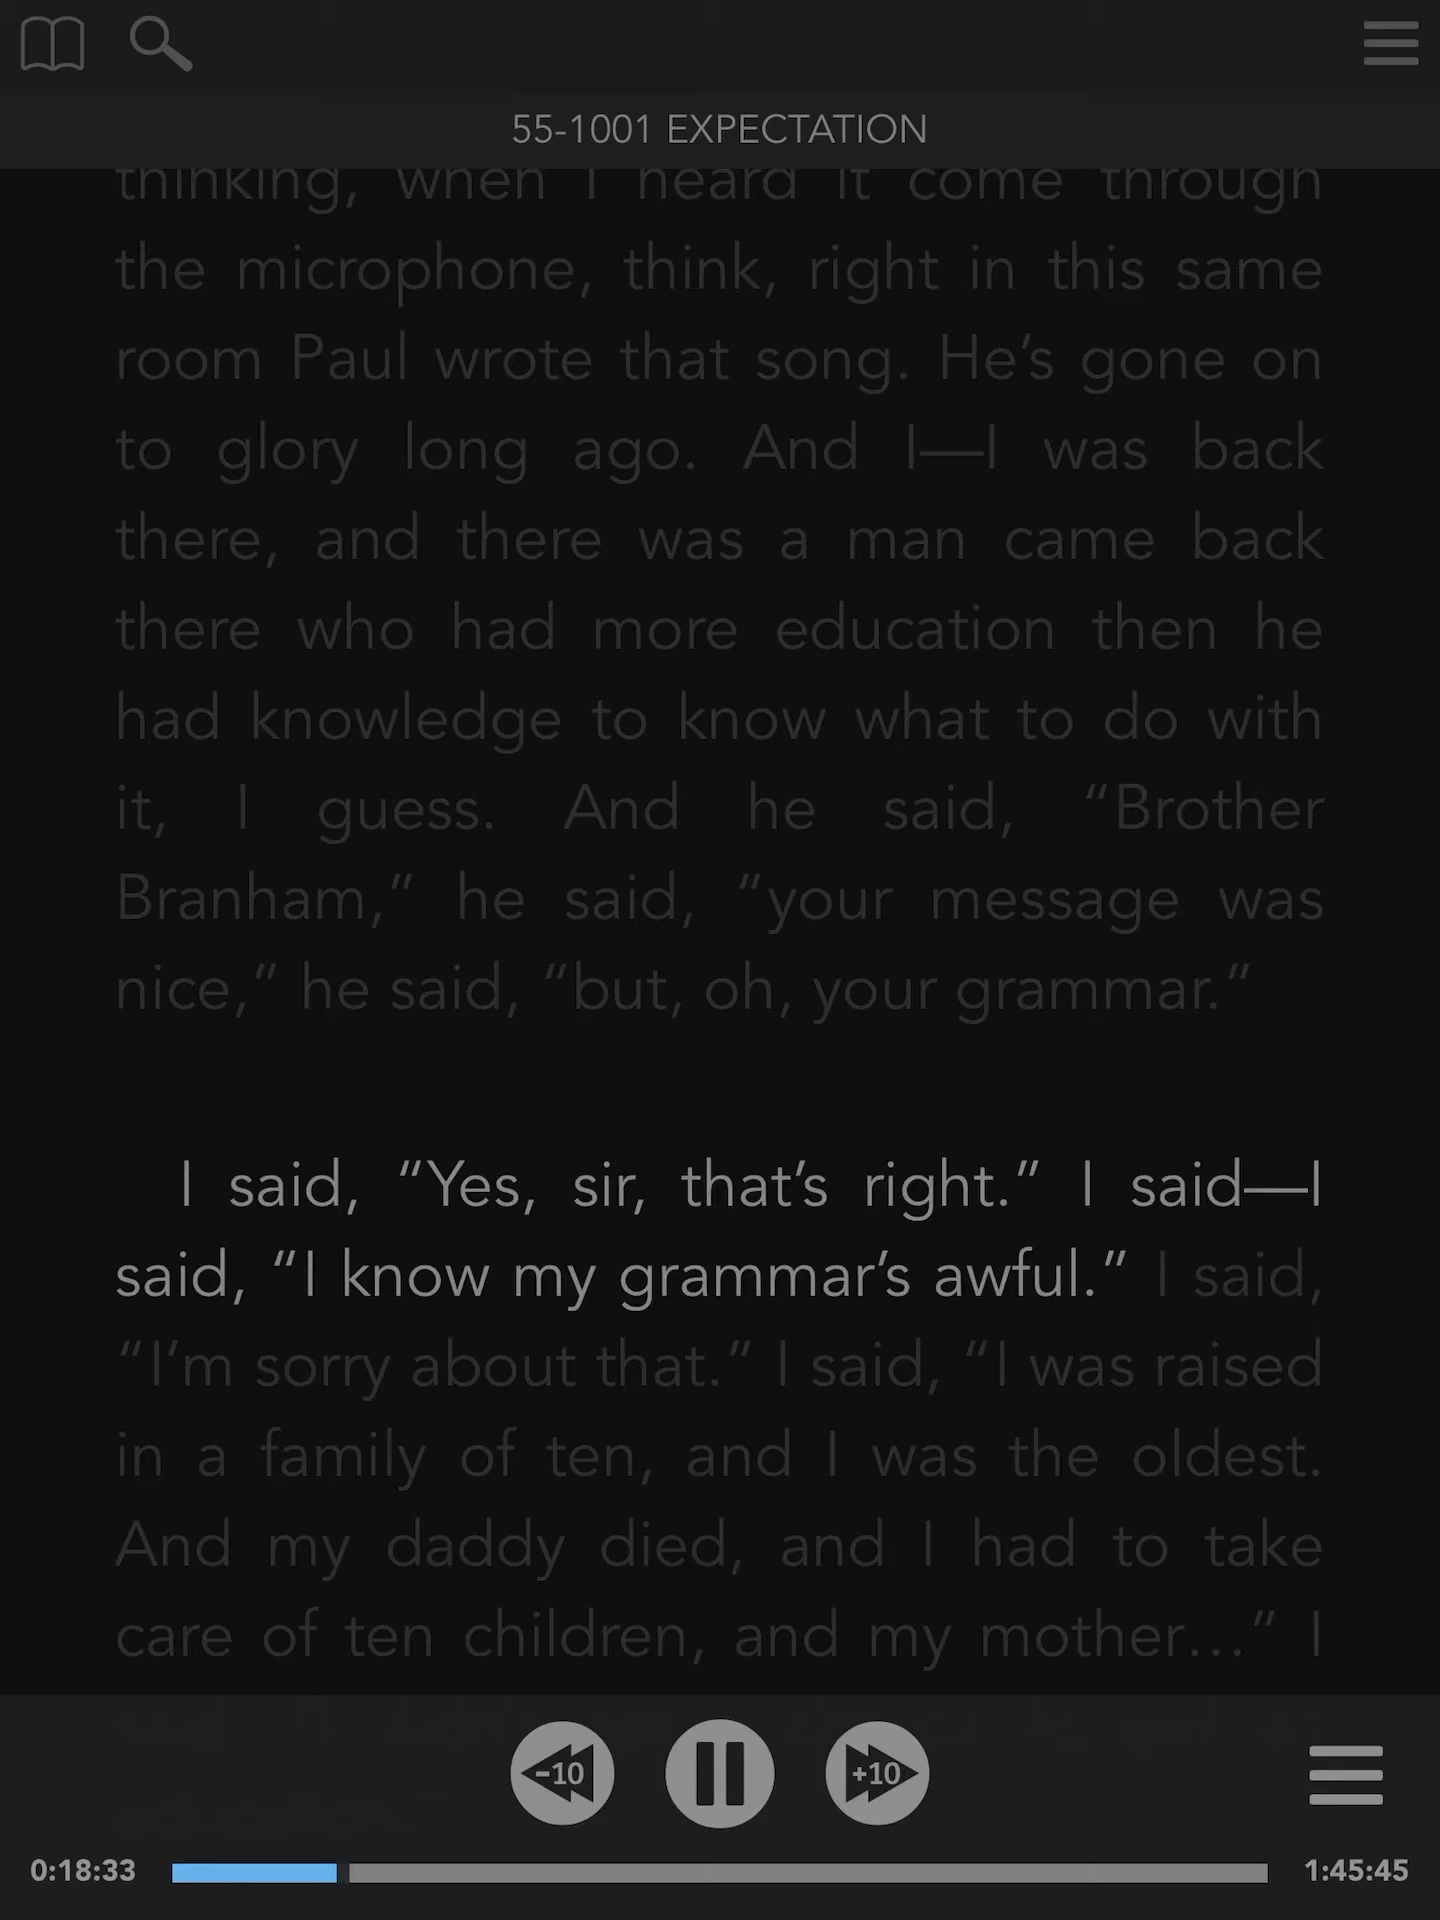 55-1001 EXPECTATION
thinking, when I heard it come through
the microphone, think, right in this same
room Paul wrote that song. He’s gone on
to glory long ago. And I—I was back
there, and there was a man came back
there who had more education then he
had knowledge to know what to do with
it, I guess. And he said, “Brother
Branham,” he said, “your message was
nice,” he said, “but, oh, your grammar.”
I said, “Yes, sir, that’s right.” I said—I
said, “I know my grammar’s awful.” I said,
“I’m sorry about that.” I said, “I was raised
in a family of ten, and I was the oldest.
And my daddy died, and I had to take
care of ten children, and my mother…” I
-10 +10
0:18:33 1:45:45